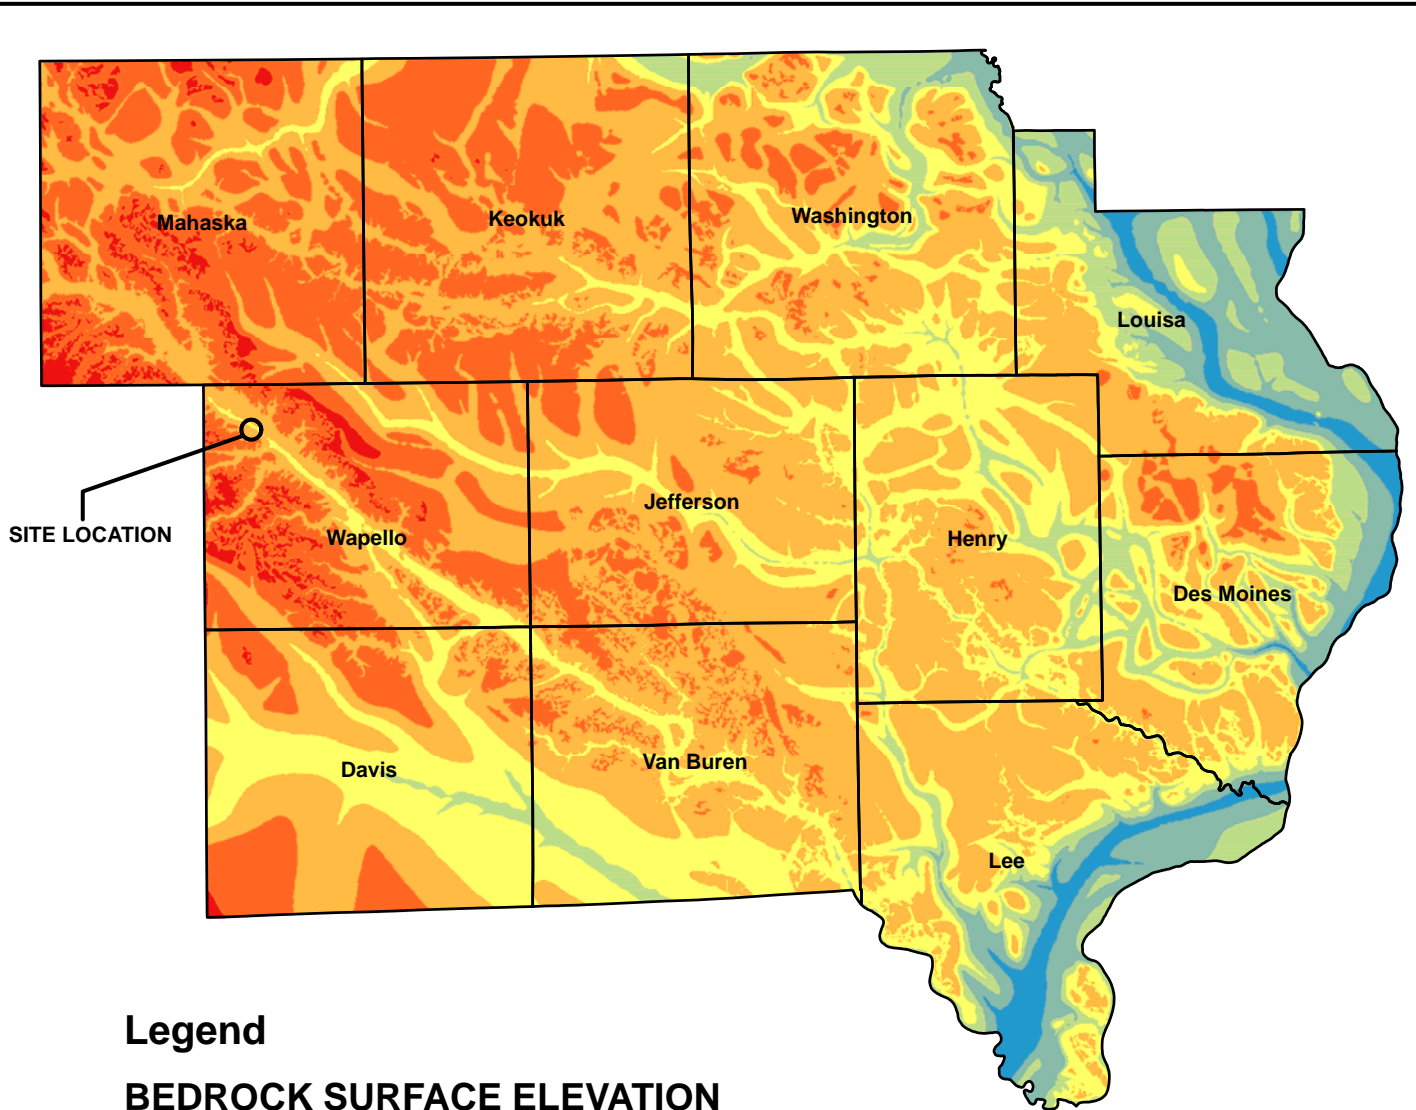 Mahaska
Keokuk
Washington
Louisa
SITE LOCATION
Wapello
Jefferson
Henry
Des Moines
Davis
Van Buren
Lee
Legend
BEDROCK SURFACE ELEVATION